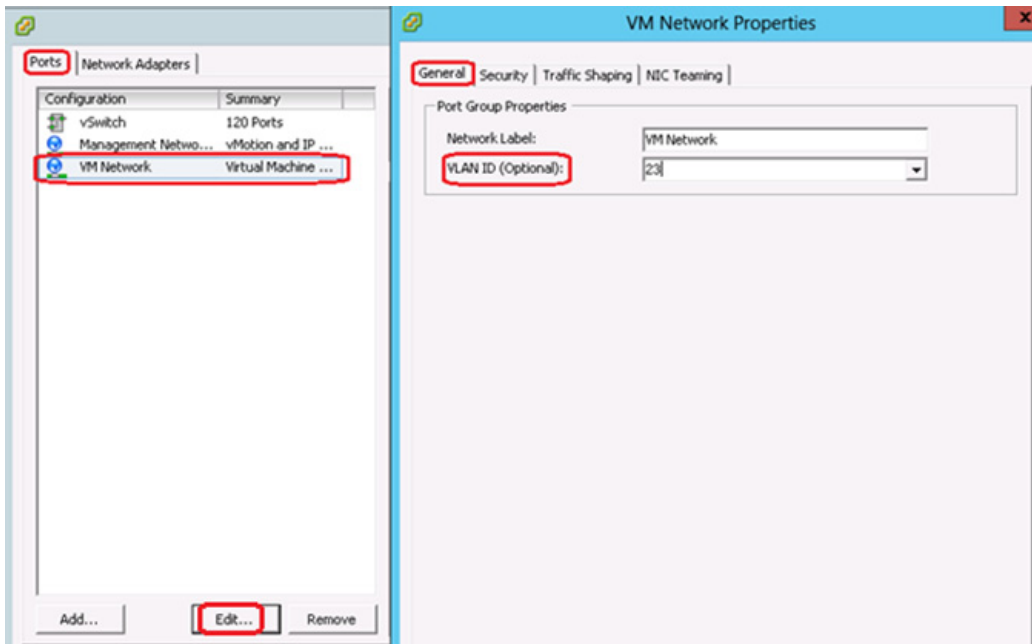 Ports
Network Adapters
Configuration Summary
vSwitch 120 Ports
Management Netwo... vMotion and IP ...
VM Network Virtual Machine ...
Add...
Edit...
Remove
VM Network Properties
x
General
Security
Traffic Shaping
NIC Teaming
Port Group Properties
Network Label: VM Network
VLAN ID (Optional): 23